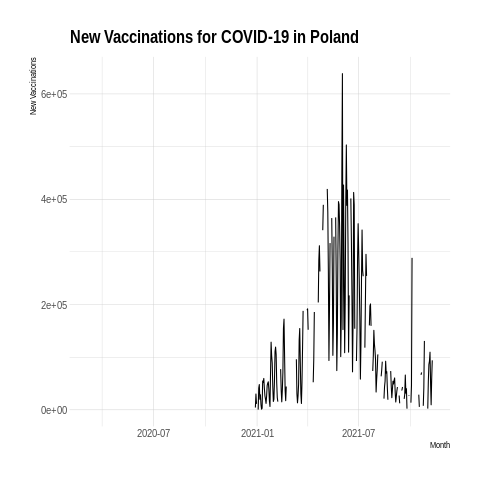 New Vaccinations for COVID-19 in Poland
New Vaccinations
6e+05
4e+05
2e+05
0e+00
2020-07
2021-01
2021-07
Month